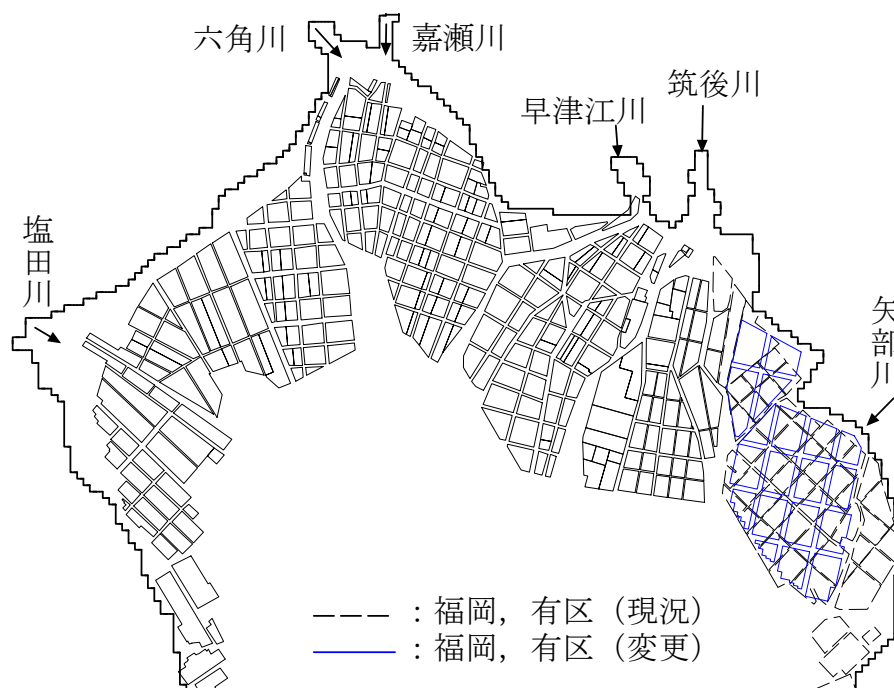 六角川
嘉瀬川
筑後川
早津江川
塩田川
矢部川
：福岡，有区（現況）
：福岡，有区（変更）